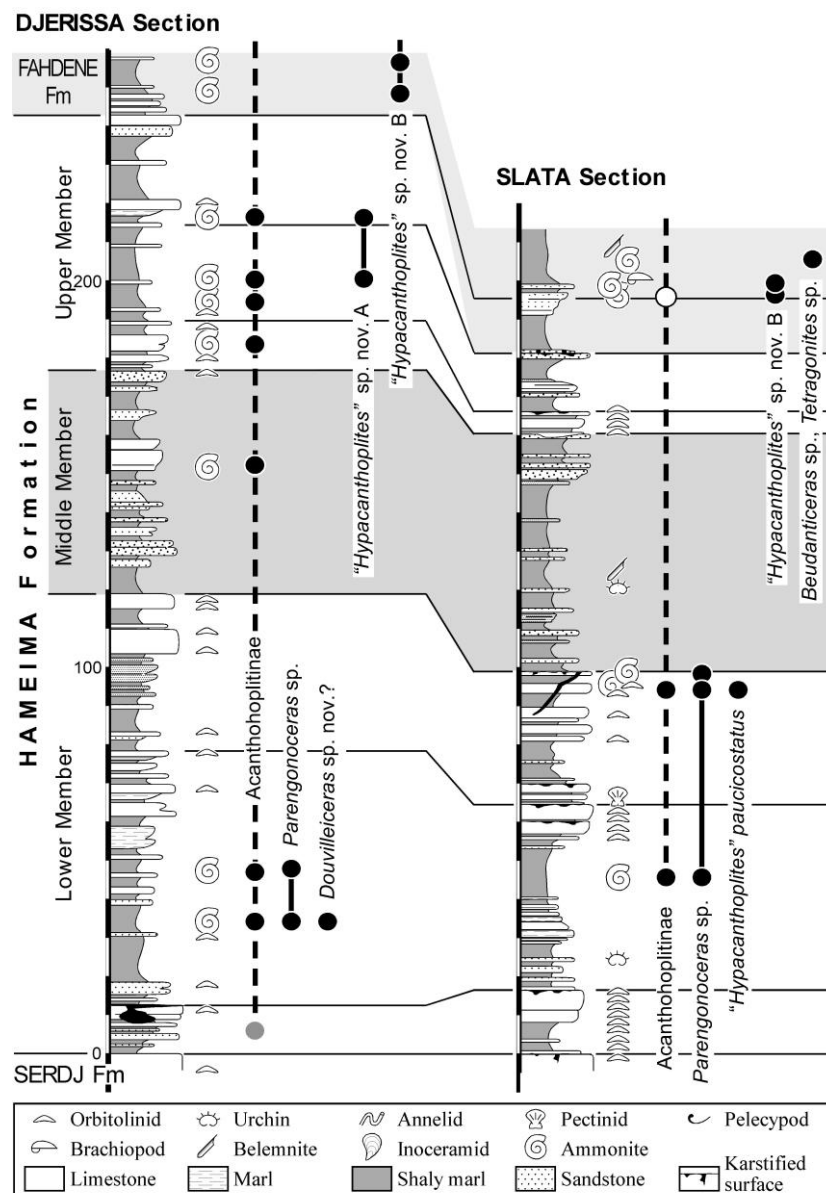 DJERISSA Section
FAHDENE
Fm
"Hypacanthoplites" sp. nov. B
SLATA Section
Upper Member
200
"Hypacanthoplites" sp. nov. A
"Hypacanthoplites" sp. nov. B
Beudanticeras sp., Tetragonites sp.
HAMEIMA Formation
Middle Member
100
Lower Member
Acanthohoplitinae
Parengonoceras sp.
Douvilleiceras sp. nov.?
Acanthohoplitinae
Parengonoceras sp.
"Hypacanthoplites" paucicostatus
0
SERDJ Fm
Orbitolinid Urchin Annelid Pectinid Pelecypod
Brachiopod Belemnite Inoceramid Ammonite
Limestone Marl Shaly marl Sandstone Karstified
surface